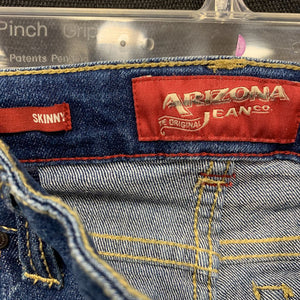 Pinch Grip
Patents Pen
SKINNY
ARIZONA
THE ORIGINAL JEAN CO